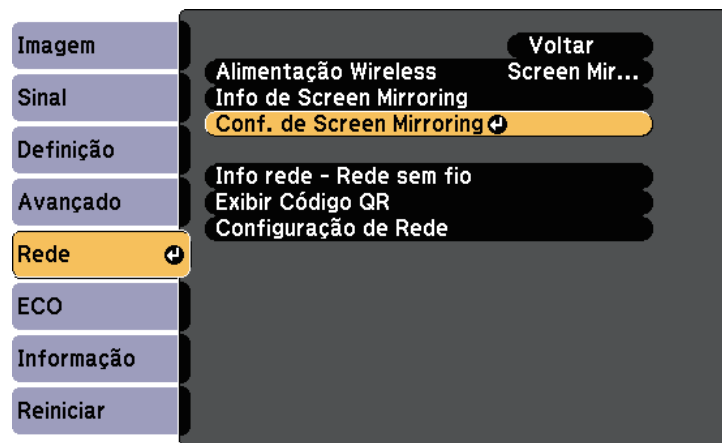 Imagem
Sinal
Definição
Avançado
Rede
ECO
Informação
Reiniciar
Voltar
Alimentação Wireless Screen Mir...
Info de Screen Mirroring
Conf. de Screen Mirroring
Info rede - Rede sem fio
Exibir Código QR
Configuração de Rede